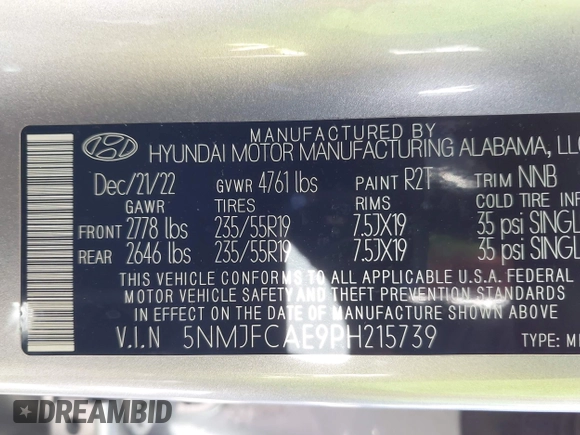 MANUFACTURED BY
HYUNDAI MOTOR MANUFACTURING ALABAMA, LLC
Dec/21/22 GVWR 4761 lbs PAINT R2T TRIM NNB
GAWR TIRES RIMS COLD TIRE
FRONT 2778 lbs 235/55R19 7.5JX19 35 psi SINGL
REAR 2646 lbs 235/55R19 7.5JX19 35 psi SINGL
THIS VEHICLE CONFORMS TO ALL APPLICABLE U.S.A. FEDERAL
MOTOR VEHICLE SAFETY AND THEFT PREVENTION STANDARDS
IN EFFECT ON THE DATE OF MANUFACTURE SHOWN ABOVE.
V.I.N 5NMJFCAE9PH215739
TYPE:
DREAMBID